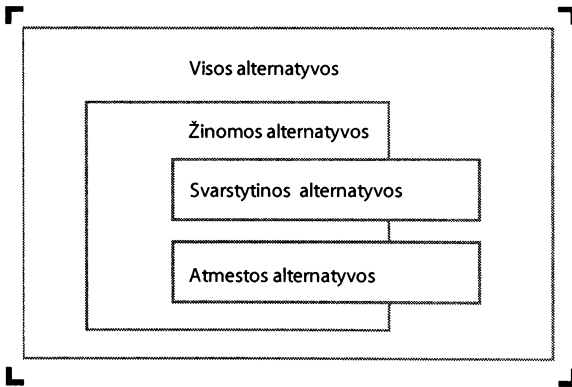 Visos alternatyvos
Žinomos alternatyvos
Svarstytinos alternatyvos
Atmestos alternatyvos